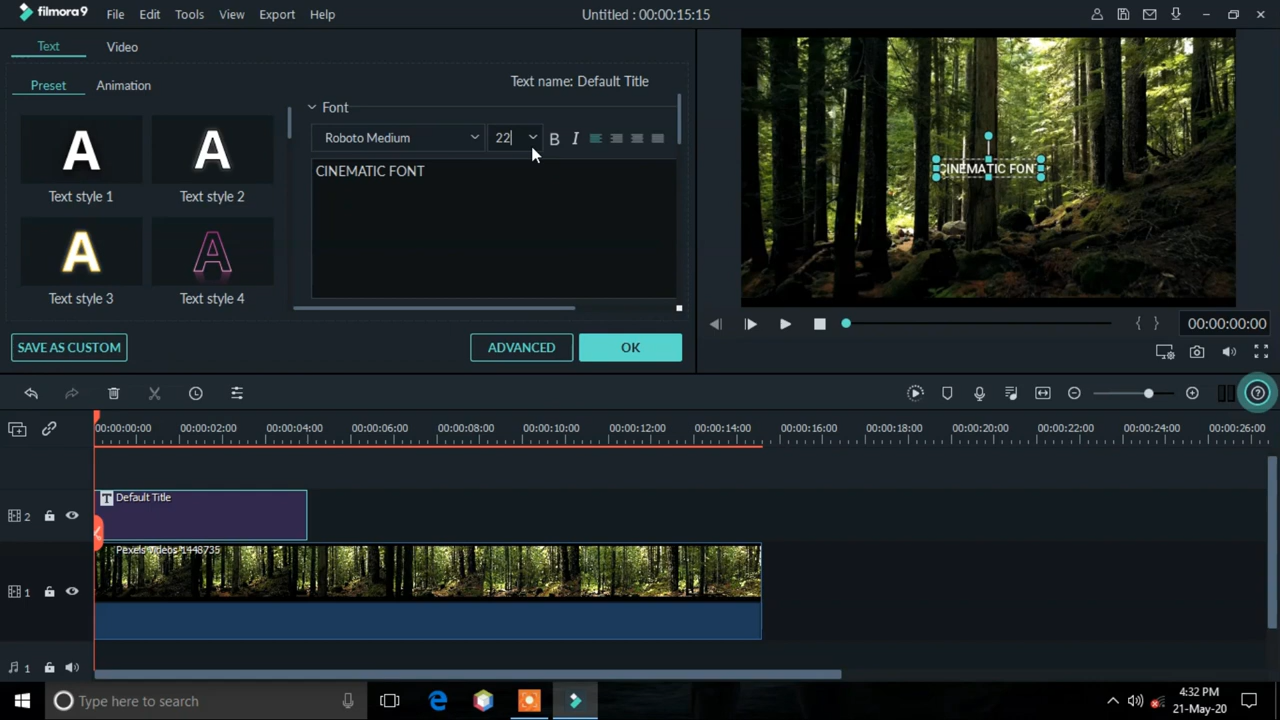 filmora9
File Edit Tools View Export Help
Untitled : 00:00:15:15
Text Video
Preset Animation
Text name: Default Title
Font
Roboto Medium 22 B I
CINEMATIC FONT
A A
Text style 1 Text style 2
A A
Text style 3 Text style 4
CINEMATIC FONT
SAVE AS CUSTOM ADVANCED OK
{ } 00:00:00:00
00:00:00:00 00:00:02:00 00:00:04:00 00:00:06:00 00:00:08:00 00:00:10:00 00:00:12:00 00:00:14:00 00:00:16:00 00:00:18:00 00:00:20:00 00:00:22:00 00:00:24:00 00:00:26:00
T Default Title
2
Pexels Videos 1448735
1
1
Type here to search
4:32 PM
21-May-20